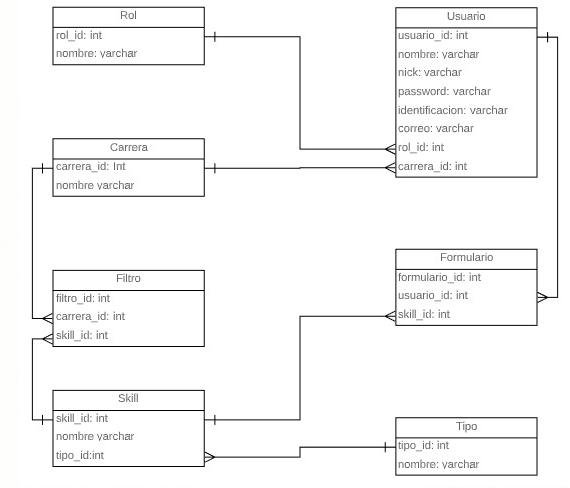 Rol
rol_id: int
nombre: varchar
Usuario
usuario_id: int
nombre: varchar
nick: varchar
password: varchar
identificacion: varchar
correo: varchar
rol_id: int
carrera_id: int
Carrera
carrera_id: Int
nombre varchar
Filtro
filtro_id: int
carrera_id: int
skill_id: int
Formulario
formulario_id: int
usuario_id: int
skill_id: int
Skill
skill_id: int
nombre varchar
tipo_id:int
Tipo
tipo_id: int
nombre: varchar